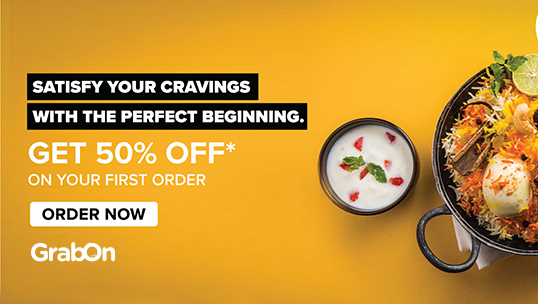 SATISFY YOUR CRAVINGS
WITH THE PERFECT BEGINNING.
GET 50% OFF*
ON YOUR FIRST ORDER
ORDER NOW
GrabOn